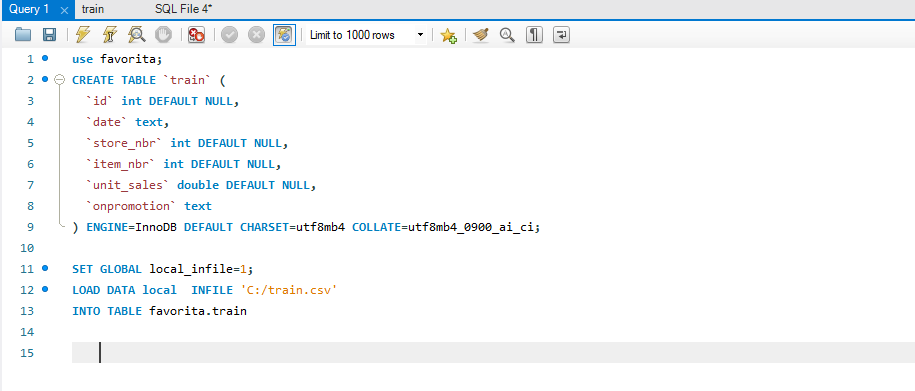 Query 1 train SQL File 4*
Limit to 1000 rows
1 use favorita;
2 CREATE TABLE `train` (
3 `id` int DEFAULT NULL,
4 `date` text,
5 `store_nbr` int DEFAULT NULL,
6 `item_nbr` int DEFAULT NULL,
7 `unit_sales` double DEFAULT NULL,
8 `onpromotion` text
9 ) ENGINE=InnoDB DEFAULT CHARSET=utf8mb4 COLLATE=utf8mb4_0900_ai_ci;
10
11 SET GLOBAL local_infile=1;
12 LOAD DATA local  INFILE 'C:/train.csv'
13 INTO TABLE favorita.train
14
15